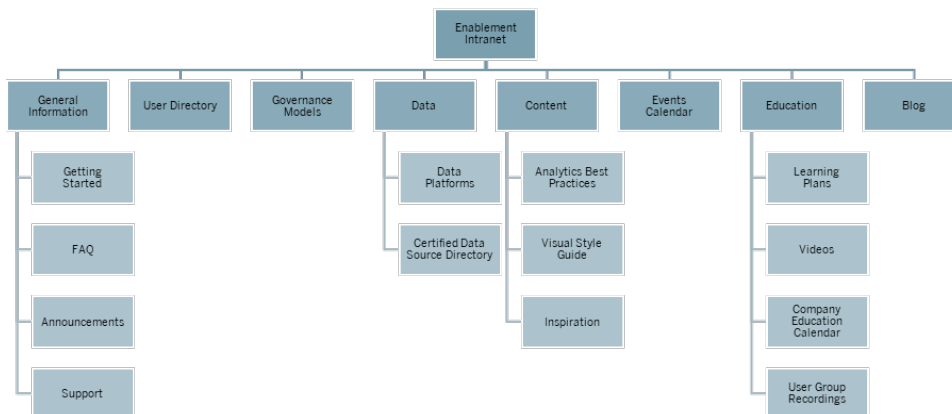 Enablement
Intranet
General
Information
User Directory
Governance
Models
Data
Content
Events
Calendar
Education
Blog
Getting
Started
Data
Platforms
Analytics Best
Practices
Learning
Plans
FAQ
Certified Data
Source Directory
Visual Style
Guide
Videos
Announcements
Inspiration
Company
Education
Calendar
Support
User Group
Recordings